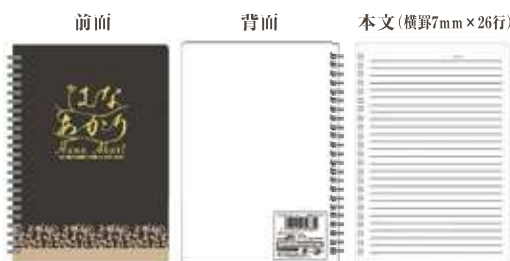 前面
背面
本文(横罫7mm×26行)
はな
あかり
Hana Akari